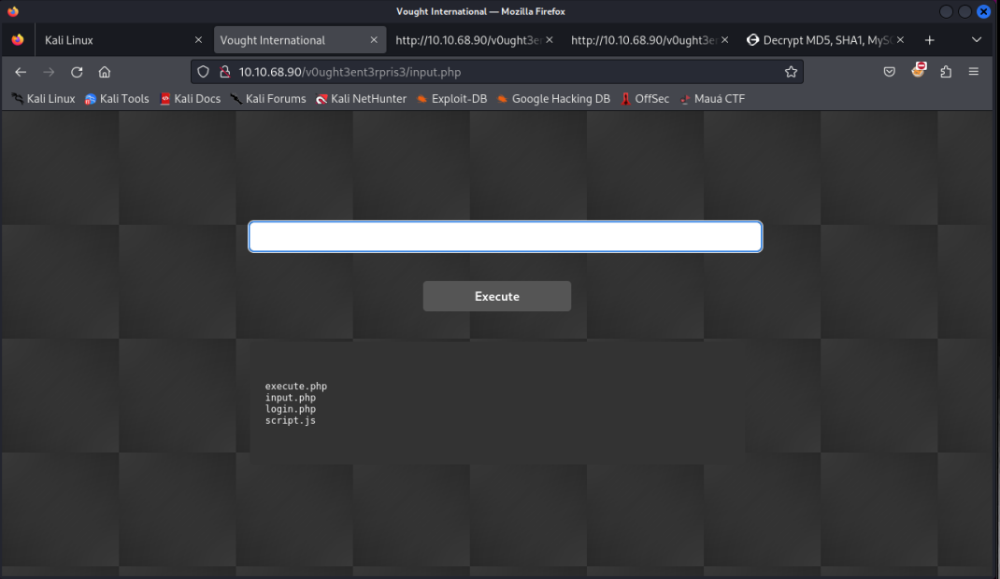 Vought International — Mozilla Firefox
Kali Linux
Vought International
http://10.10.68.90/v0ught3er
http://10.10.68.90/v0ught3er
Decrypt MD5, SHA1, MySQ
10.10.68.90/v0ught3ent3rpris3/input.php
Kali Linux
Kali Tools
Kali Docs
Kali Forums
Kali NetHunter
Exploit-DB
Google Hacking DB
OffSec
Mauá CTF
Execute
execute.php
input.php
login.php
script.js